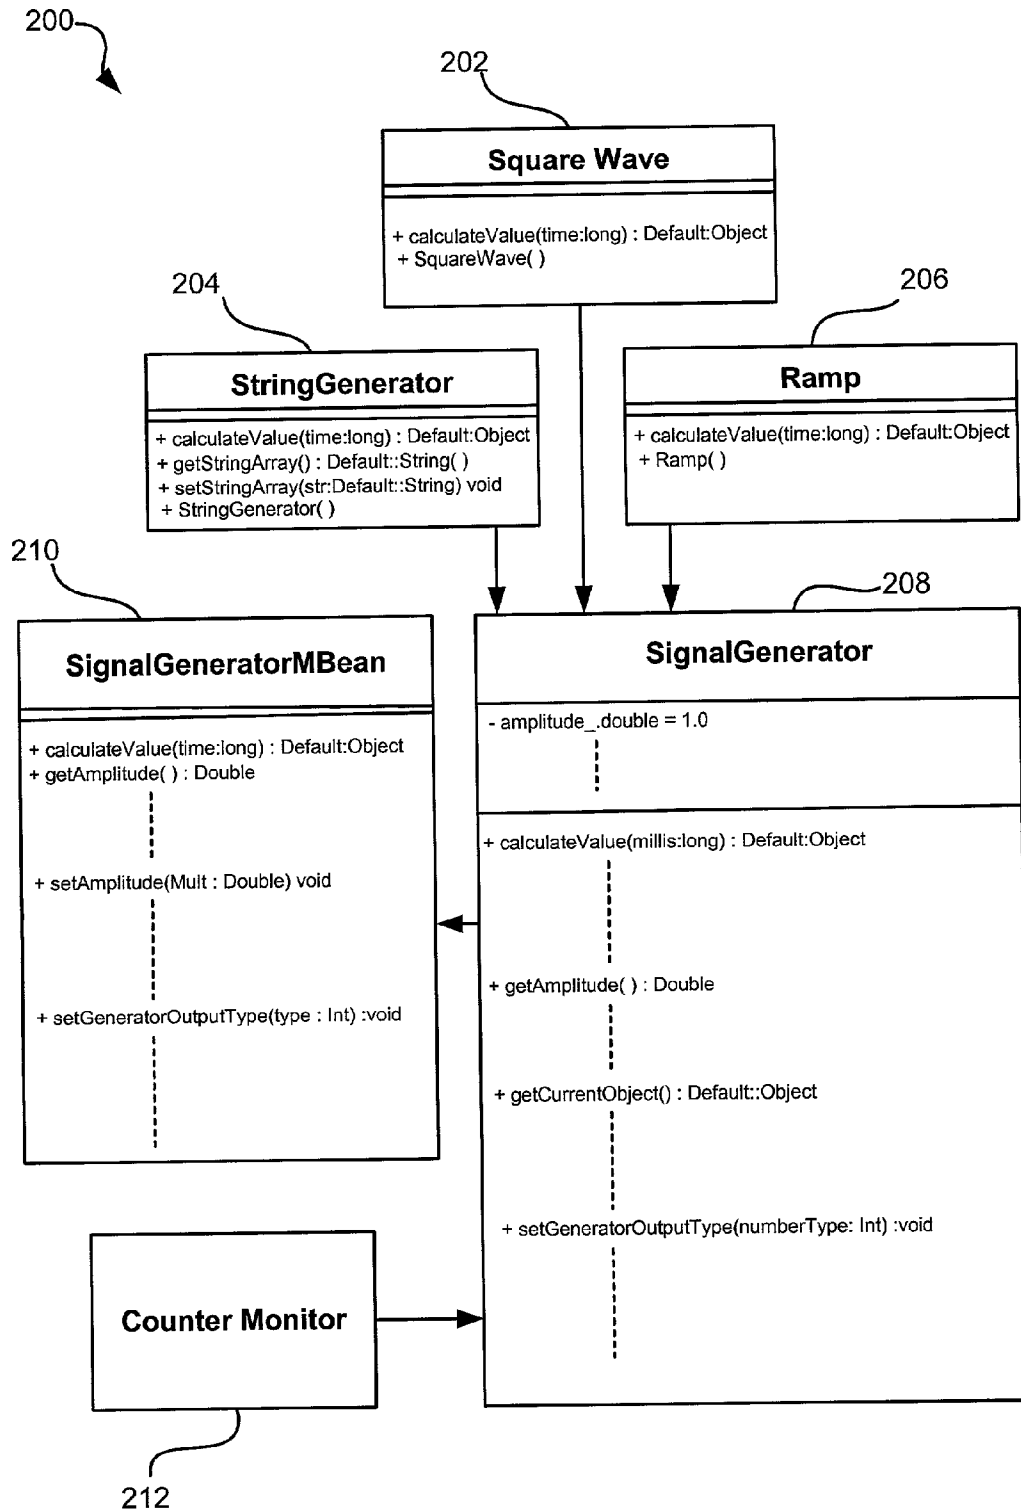 200
202
Square Wave
+ calculateValue(time:long) : Default:Object
+ SquareWave( )
204
StringGenerator
+ calculateValue(time:long) : Default:Object
+ getStringArray() : Default::String( )
+ setStringArray(str:Default::String) void
+ StringGenerator( )
206
Ramp
+ calculateValue(time:long) : Default:Object
+ Ramp( )
210
SignalGeneratorMBean
+ calculateValue(time:long) : Default:Object
+ getAmplitude( ) : Double
+ setAmplitude(Mult : Double) void
+ setGeneratorOutputType(type : Int) :void
208
SignalGenerator
- amplitude_.double = 1.0
+ calculateValue(millis:long) : Default:Object
+ getAmplitude( ) : Double
+ getCurrentObject() : Default::Object
+ setGeneratorOutputType(numberType: Int) :void
Counter Monitor
212